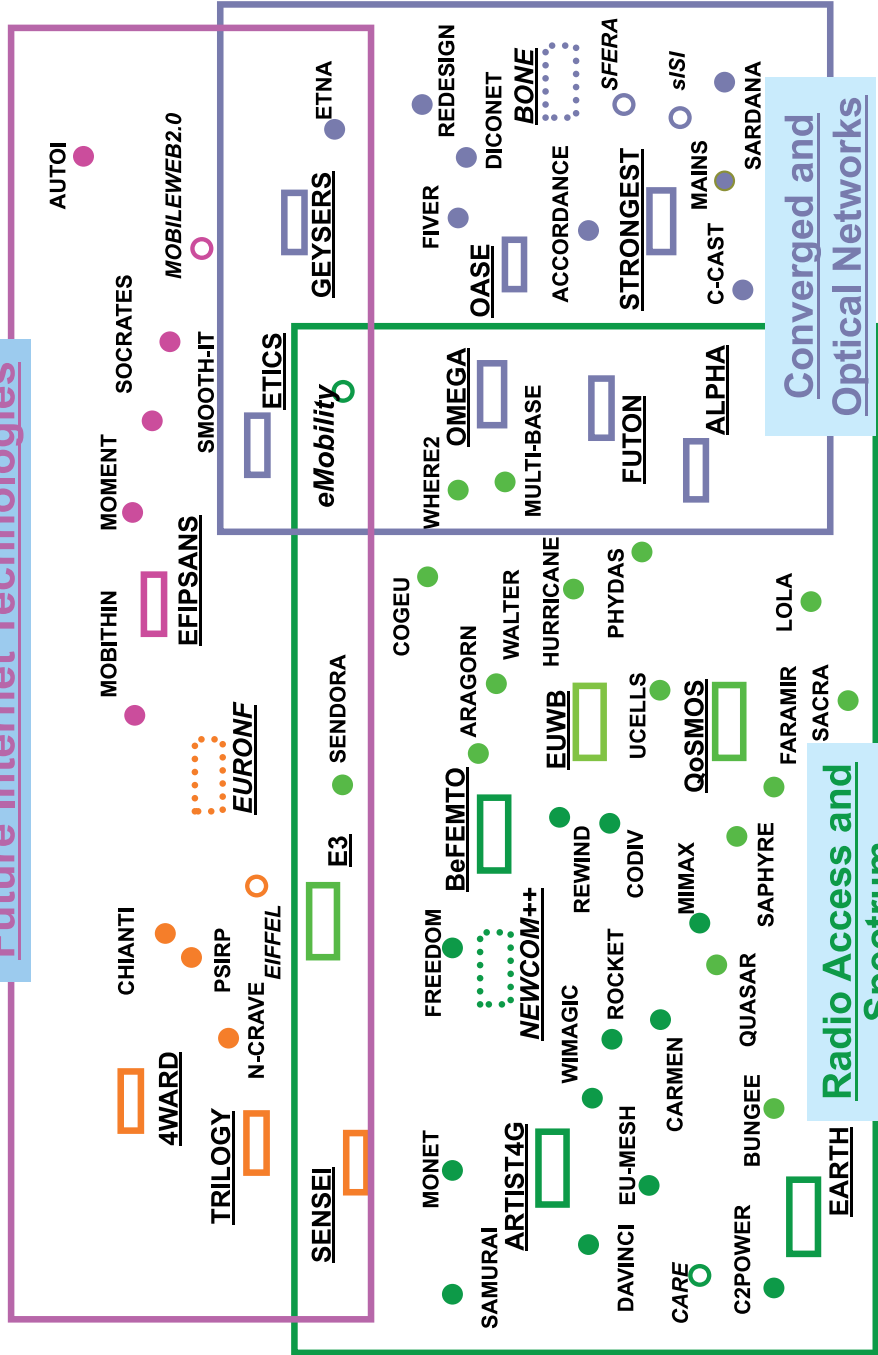 Future Internet Technologies
AUTOI
MOBILEWEB2.0
SOCRATES
SMOOTH-IT
MOMENT
EFIPSANS
MOBITHIN
EURONF
CHIANTI
PSIRP
EIFFEL
N-CRAVE
4WARD
TRILOGY
ETNA
GEYSERS
ETICS
eMobility
SENDORA
E3
SENSEI
REDESIGN
DICONET
BONE
SFERA
sISI
SARDANA
MAINS
FIVER
OASE
ACCORDANCE
STRONGEST
C-CAST
Converged and
Optical Networks
OMEGA
WHERE2
MULTI-BASE
FUTON
ALPHA
COGEU
WALTER
ARAGORN
HURRICANE
PHYDAS
LOLA
EUWB
UCELLS
QoSMOS
FARAMIR
SACRA
BeFEMTO
REWIND
CODIV
MIMAX
SAPHYRE
FREEDOM
NEWCOM++
WIMAGIC
ROCKET
CARMEN
QUASAR
BUNGEE
MONET
SAMURAI
ARTIST4G
EU-MESH
DAVINCI
CARE
C2POWER
EARTH
Radio Access and
Spectrum